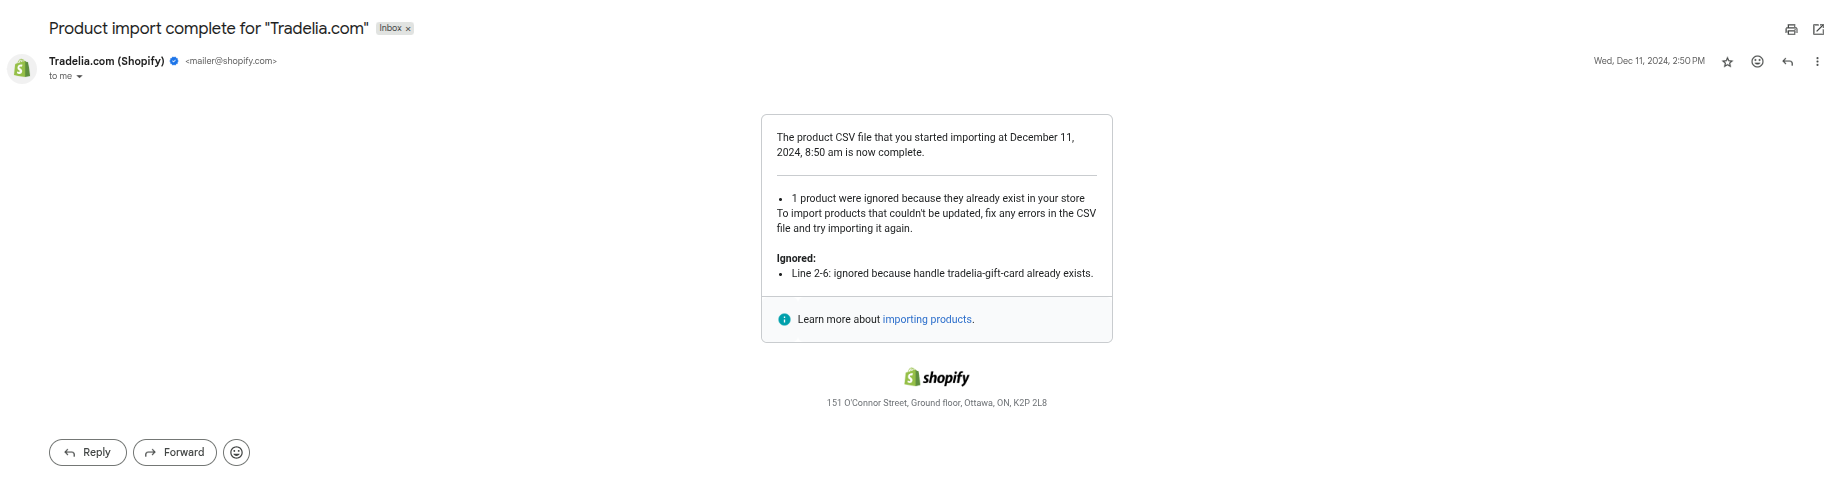 Product import complete for "Tradelia.com" Inbox ×
Tradelia.com (Shopify) <mailer@shopify.com> Wed, Dec 11, 2024, 2:50 PM
to me
The product CSV file that you started importing at December 11,
2024, 8:50 am is now complete.
• 1 product were ignored because they already exist in your store
To import products that couldn't be updated, fix any errors in the CSV
file and try importing it again.
Ignored:
• Line 2-6: ignored because handle tradelia-gift-card already exists.
Learn more about importing products.
shopify
151 O'Connor Street, Ground floor, Ottawa, ON, K2P 2L8
Reply Forward